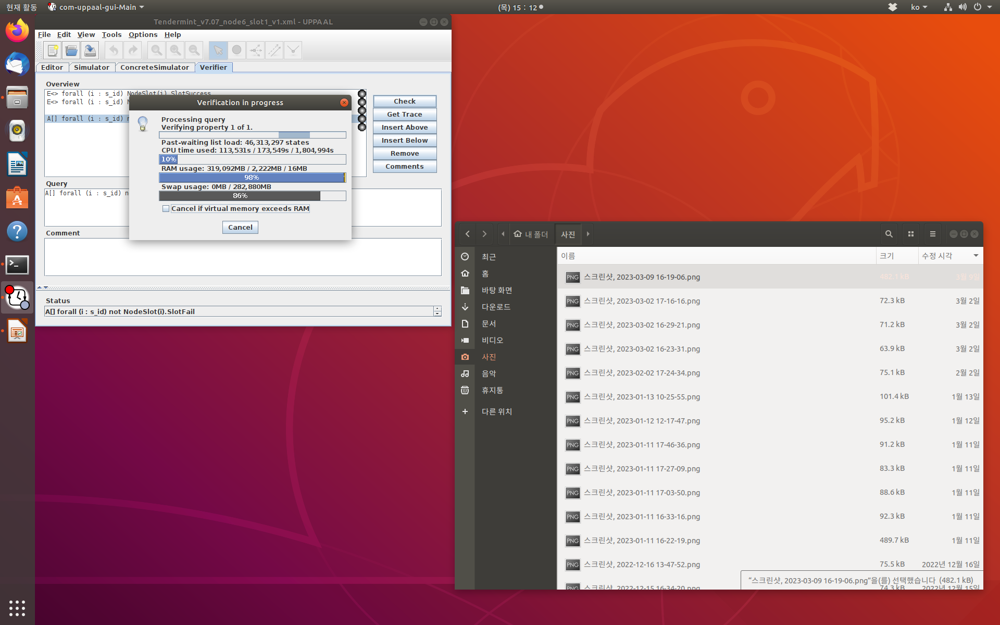 현재 활동
com-uppaal-gui-Main
(목) 15 : 12
ko
Tendermint_v7.07_node6_slot1_v1.xml - UPPAAL
File Edit View Tools Options Help
Editor Simulator ConcreteSimulator Verifier
Overview
E<> forall (i : s_id) NodeSlot(i).SlotSuccess
E<> forall (i : s_id)
A[] forall (i : s_id)
Check
Get Trace
Insert Above
Insert Below
Remove
Comments
Verification in progress
Processing query
Verifying property 1 of 1.
Past-waiting list load: 46,313,297 states
CPU time used: 113,531s / 173,549s / 1,804,994s
10%
RAM usage: 319,092MB / 2,222MB / 16MB
98%
Swap usage: 0MB / 282,880MB
86%
Cancel if virtual memory exceeds RAM
Cancel
Query
A[] forall (i : s_id) n
Comment
Status
A[] forall (i : s_id) not NodeSlot(i).SlotFail
내 폴더 사진
최근
홈
바탕 화면
다운로드
문서
비디오
사진
음악
휴지통
다른 위치
이름 크기 수정 시각
PNG 스크린샷, 2023-03-09 16-19-06.png 482.1 kB 3월 9일
PNG 스크린샷, 2023-03-02 17-16-16.png 72.3 kB 3월 2일
PNG 스크린샷, 2023-03-02 16-29-21.png 71.2 kB 3월 2일
PNG 스크린샷, 2023-03-02 16-23-31.png 63.9 kB 3월 2일
PNG 스크린샷, 2023-02-02 17-24-34.png 75.1 kB 2월 2일
PNG 스크린샷, 2023-01-13 10-25-55.png 101.4 kB 1월 13일
PNG 스크린샷, 2023-01-12 12-17-47.png 95.2 kB 1월 12일
PNG 스크린샷, 2023-01-11 17-46-36.png 91.2 kB 1월 11일
PNG 스크린샷, 2023-01-11 17-27-09.png 83.3 kB 1월 11일
PNG 스크린샷, 2023-01-11 17-03-50.png 88.6 kB 1월 11일
PNG 스크린샷, 2023-01-11 16-33-16.png 92.3 kB 1월 11일
PNG 스크린샷, 2023-01-11 16-22-19.png 489.7 kB 1월 11일
PNG 스크린샷, 2022-12-16 13-47-52.png 75.5 kB 2022년 12월 16일
PNG 스크린샷, 2022-12-15 16-34-20.png 74.3 kB 2022년 12월 15일
“스크린샷, 2023-03-09 16-19-06.png”을(를) 선택했습니다 (482.1 kB)